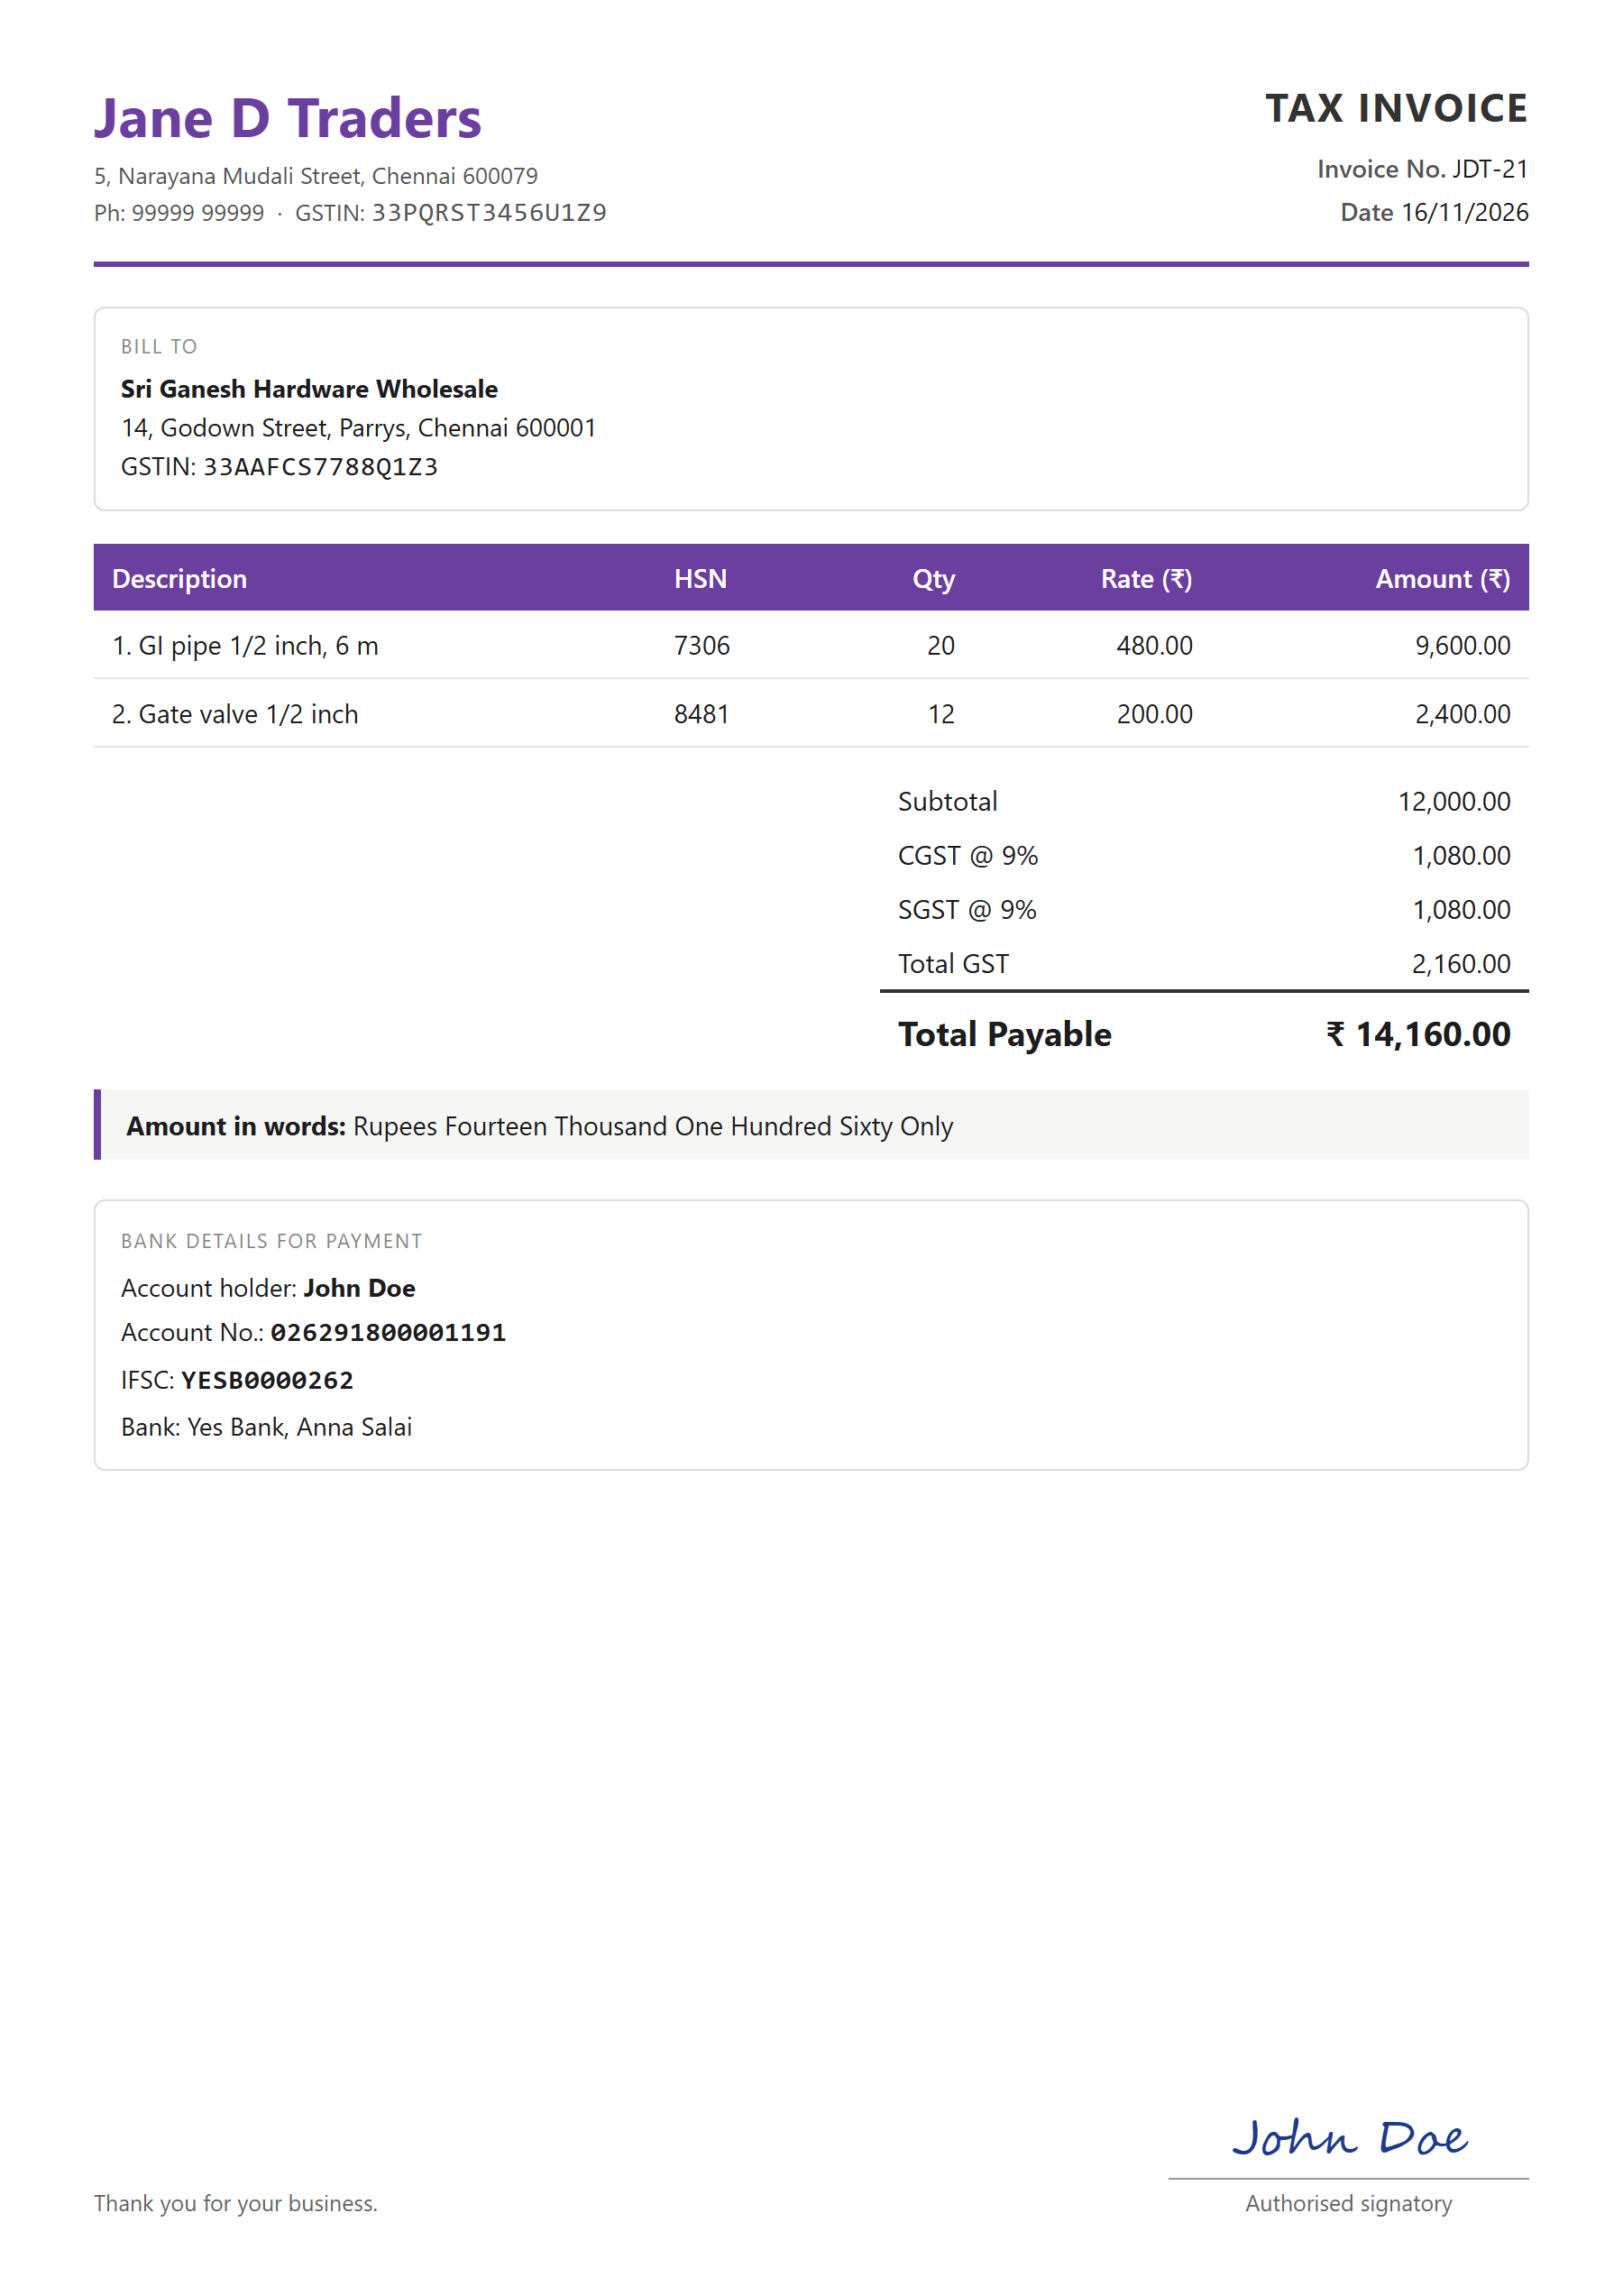 Jane D Traders
5, Narayana Mudali Street, Chennai 600079
Ph: 99999 99999 · GSTIN: 33PQRST3456U1Z9
TAX INVOICE
Invoice No. JDT-21
Date 16/11/2026
BILL TO
Sri Ganesh Hardware Wholesale
14, Godown Street, Parrys, Chennai 600001
GSTIN: 33AAFCS7788Q1Z3
Description HSN Qty Rate (₹) Amount (₹)
1. GI pipe 1/2 inch, 6 m 7306 20 480.00 9,600.00
2. Gate valve 1/2 inch 8481 12 200.00 2,400.00
Subtotal 12,000.00
CGST @ 9% 1,080.00
SGST @ 9% 1,080.00
Total GST 2,160.00
Total Payable ₹ 14,160.00
Amount in words: Rupees Fourteen Thousand One Hundred Sixty Only
BANK DETAILS FOR PAYMENT
Account holder: John Doe
Account No.: 026291800001191
IFSC: YESB0000262
Bank: Yes Bank, Anna Salai
John Doe
Thank you for your business.
Authorised signatory